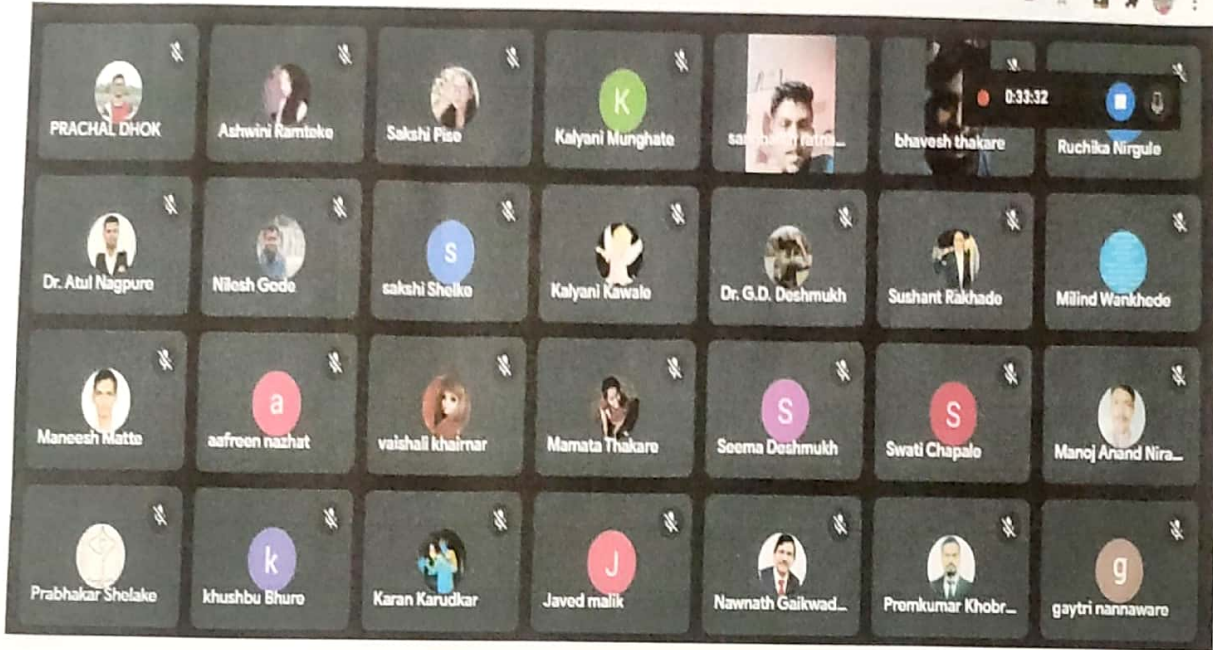 PRACHAL DHOK
Ashwini Ramteke
Sakshi Pise
K
Kalyani Munghate
bhavesh thakare
0:33:32
Ruchika Nirgule
Dr. Atul Nagpure
Nilesh Gode
s
sakshi Shelke
Kalyani Kawale
Dr. G.D. Deshmukh
Sushant Rakhade
Milind Wankhede
Maneesh Matte
a
aafreen nazhat
vaishali khairnar
Mamata Thakare
S
Seema Deshmukh
S
Swati Chapale
Manoj Anand Nira...
Prabhakar Shelake
k
khushbu Bhure
Karan Karudkar
J
Javed malik
Nawnath Gaikwad...
Premkumar Khobr...
g
gaytri nannaware